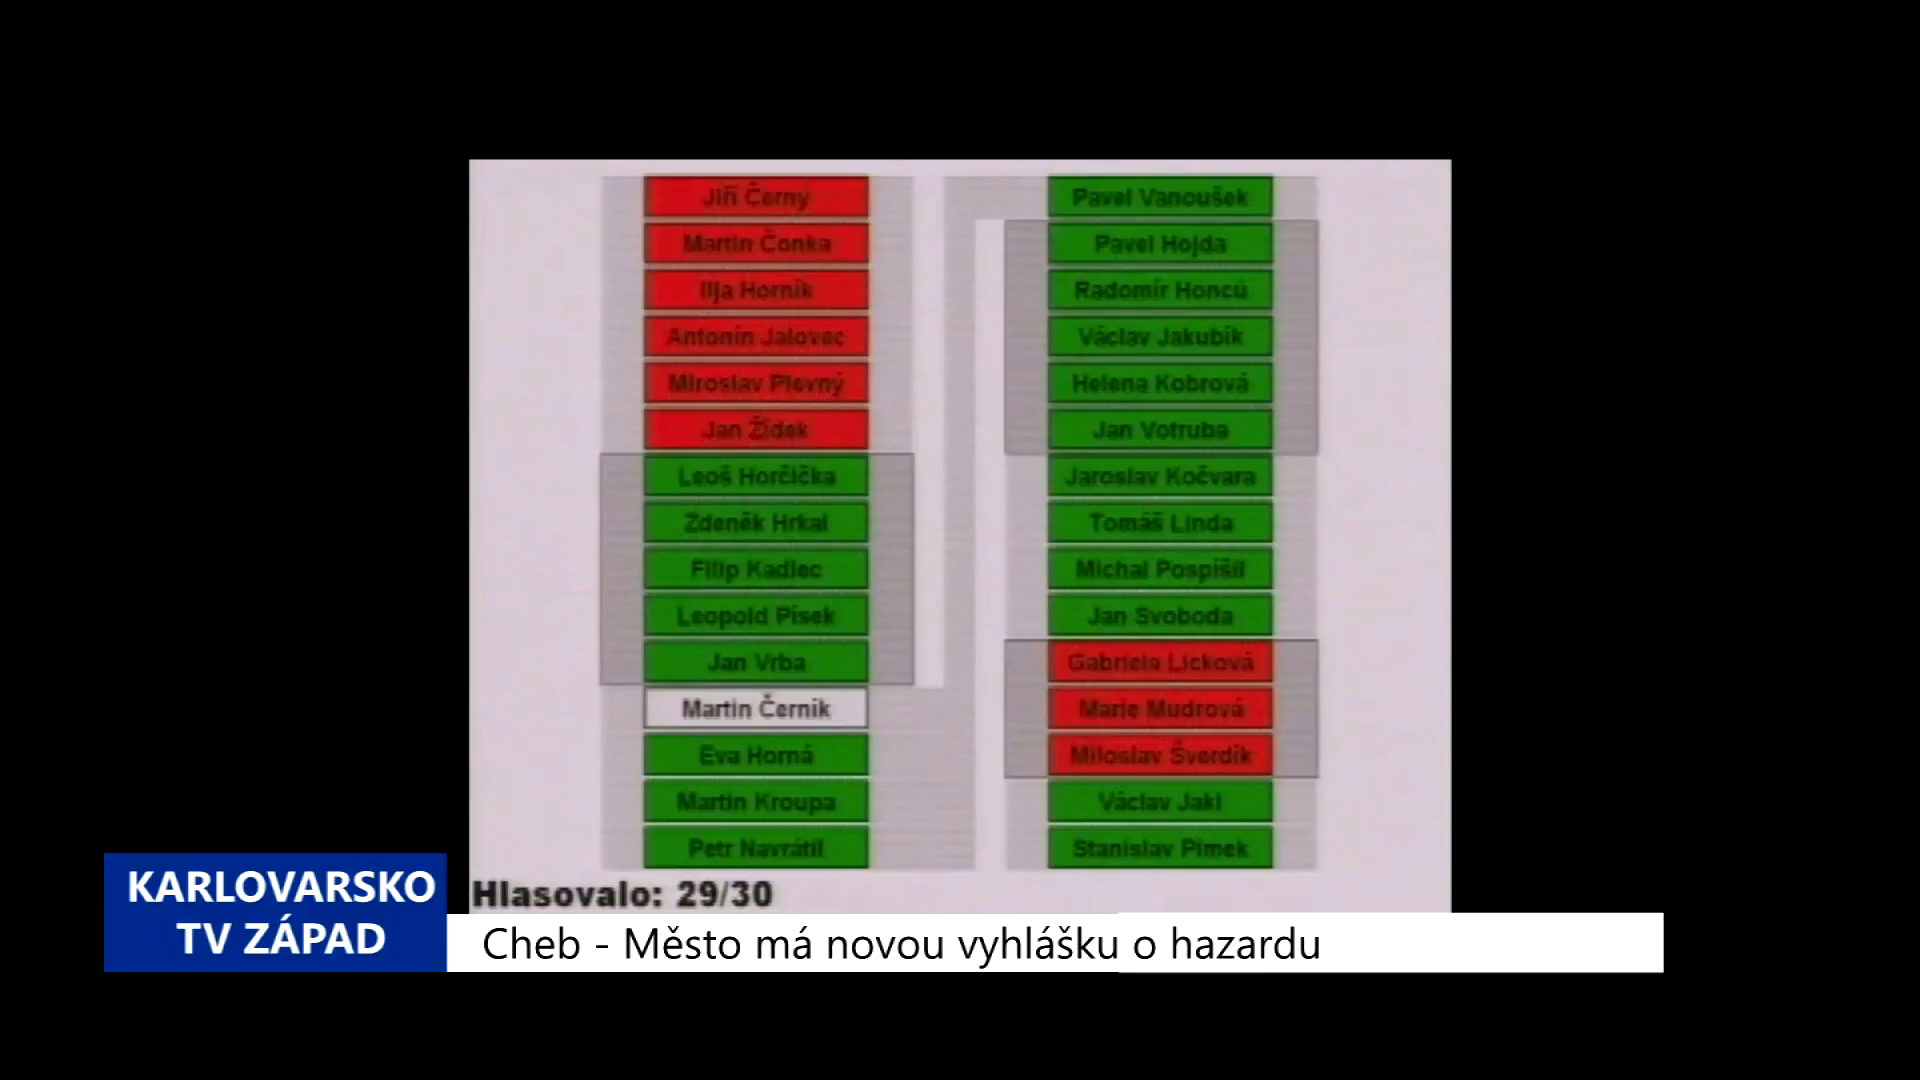 Jiří Černy
Martin Čonka
Ilja Horník
Antonín Jalovec
Miroslav Plevný
Jan Žídek
Leoš Horčička
Zdeněk Hrkal
Filip Kadlec
Leopold Písek
Jan Vrba
Martin Černík
Eva Horná
Martin Kroupa
Petr Navrátil
Pavel Vanoušek
Pavel Hojda
Radomír Honců
Václav Jakubík
Helena Kobrová
Jan Votruba
Jaroslav Kočvara
Tomáš Linda
Michal Pospíšil
Jan Svoboda
Gabriela Licková
Marie Mudrová
Miloslav Šverdík
Václav Jakl
Stanislav Pimek
Hlasovalo: 29/30
KARLOVARSKO
TV ZÁPAD
Cheb - Město má novou vyhlášku o hazardu